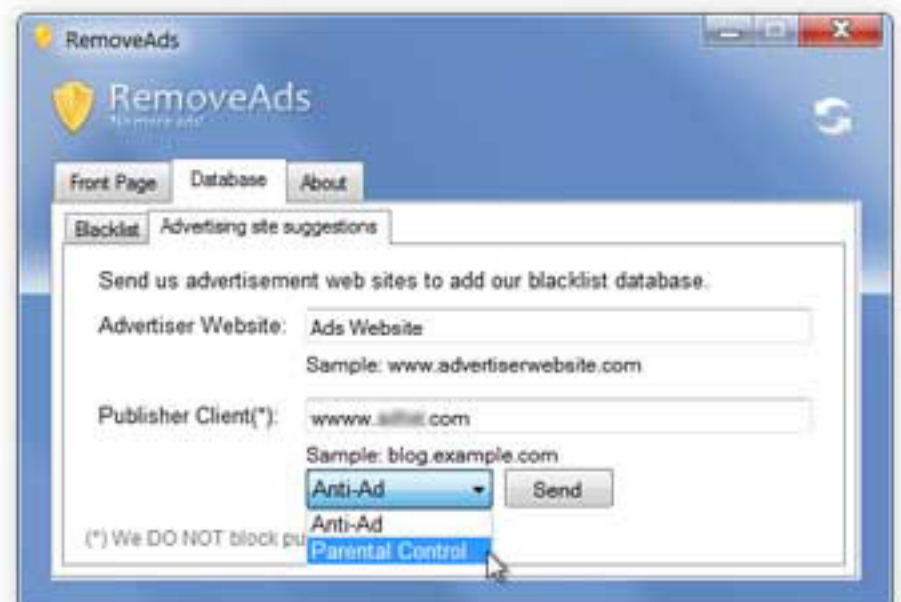 RemoveAds
RemoveAds
Front Page Database About
Blacklist Advertising site suggestions
Send us advertisement web sites to add our blacklist database.
Advertiser Website: Ads Website
Sample: www.advertiserwebsite.com
Publisher Client(*): wwww. .com
Sample: blog.example.com
Anti-Ad Send
Anti-Ad
(*) We DO NOT block pu
Parental Control